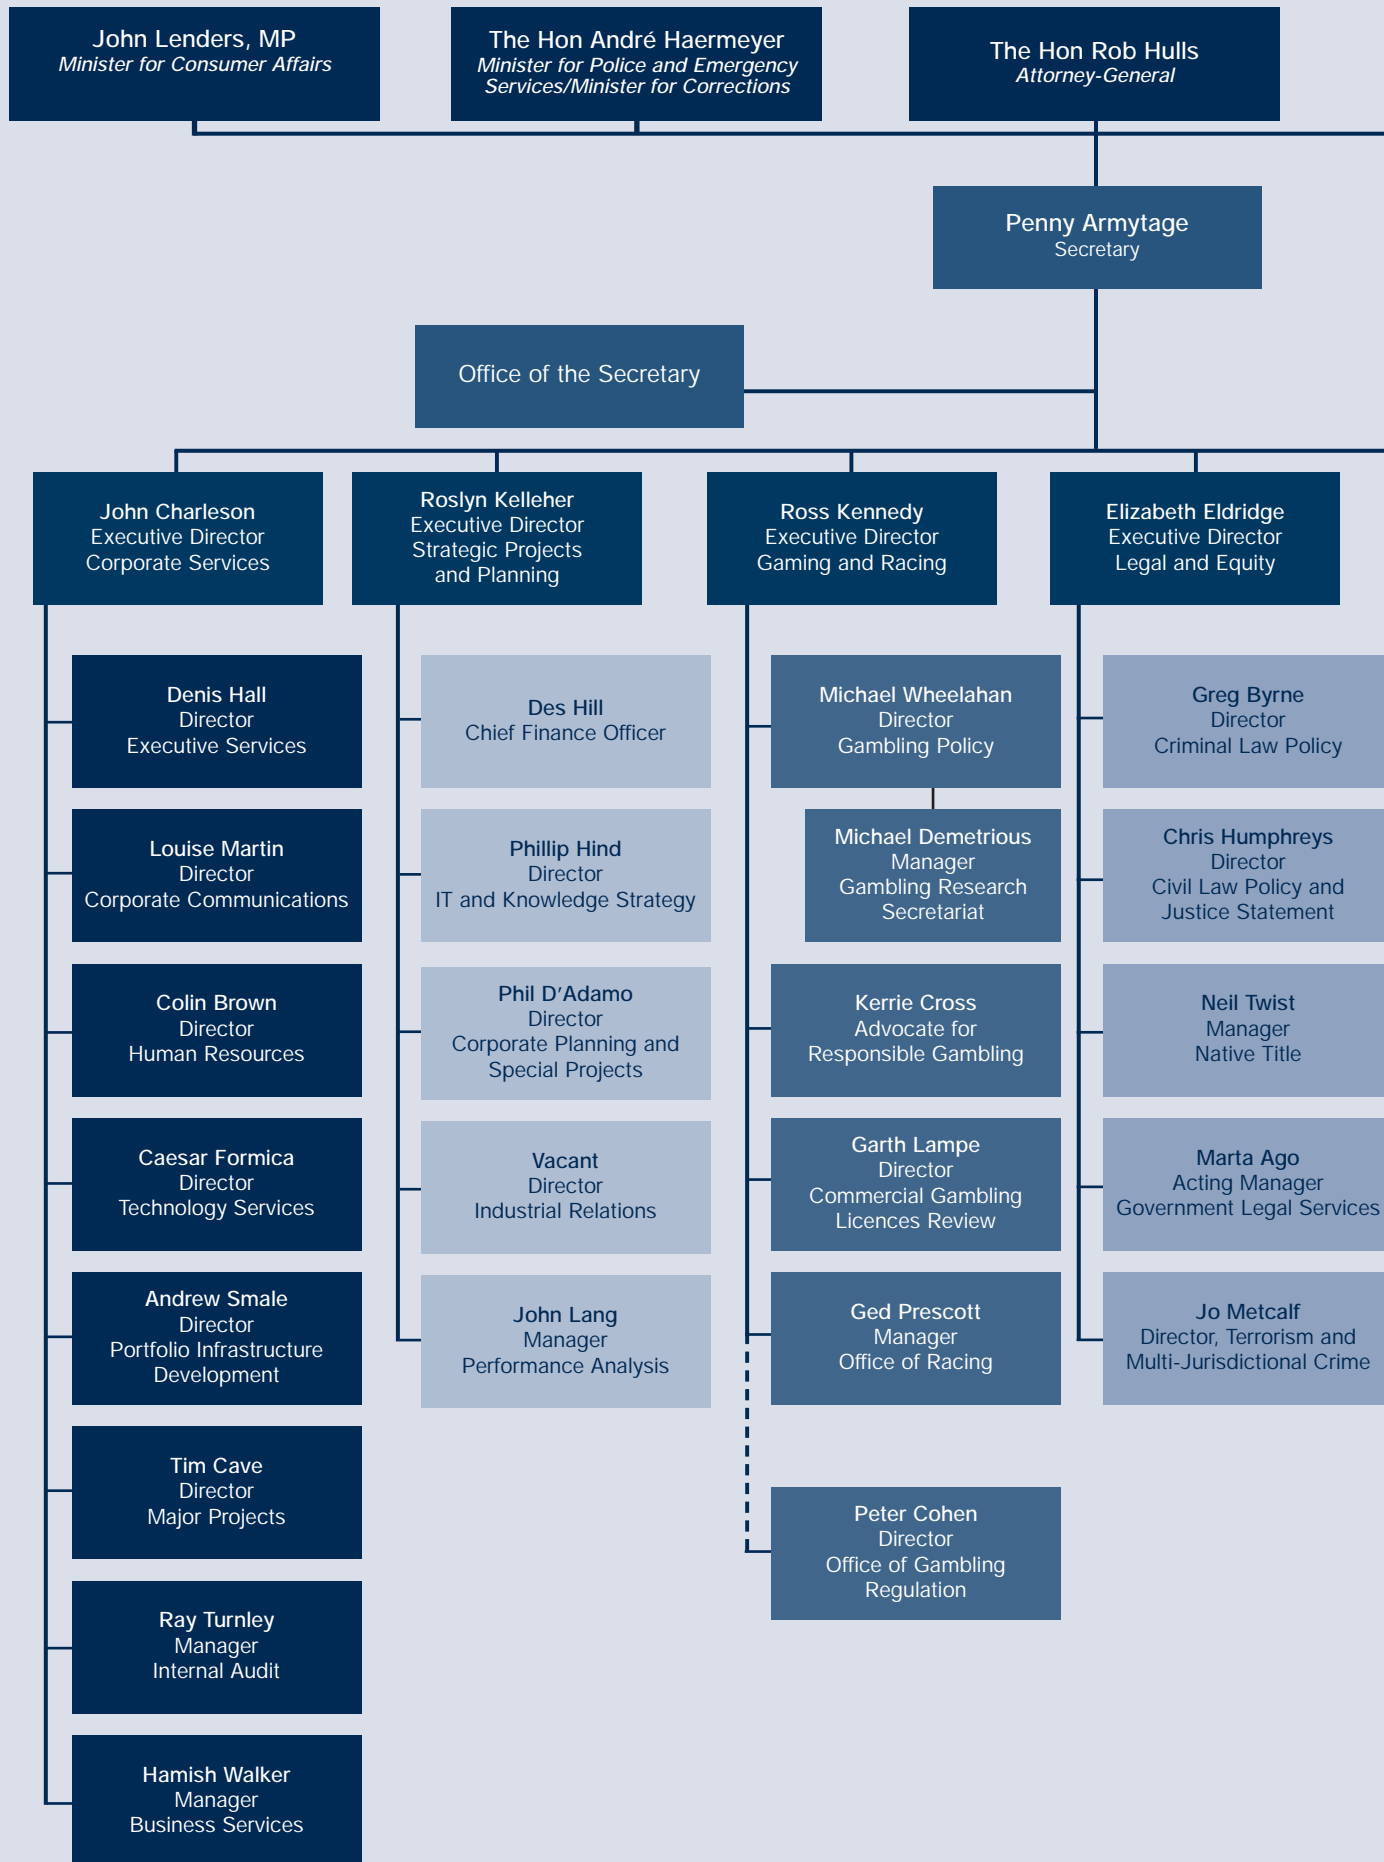 John Lenders, MP
Minister for Consumer Affairs
The Hon André Haermeyer
Minister for Police and Emergency
Services/Minister for Corrections
The Hon Rob Hulls
Attorney-General
Penny Armytage
Secretary
Office of the Secretary
John Charleson
Executive Director
Corporate Services
Roslyn Kelleher
Executive Director
Strategic Projects
and Planning
Ross Kennedy
Executive Director
Gaming and Racing
Elizabeth Eldridge
Executive Director
Legal and Equity
Denis Hall
Director
Executive Services
Louise Martin
Director
Corporate Communications
Colin Brown
Director
Human Resources
Caesar Formica
Director
Technology Services
Andrew Smale
Director
Portfolio Infrastructure
Development
Tim Cave
Director
Major Projects
Ray Turnley
Manager
Internal Audit
Hamish Walker
Manager
Business Services
Des Hill
Chief Finance Officer
Phillip Hind
Director
IT and Knowledge Strategy
Phil D’Adamo
Director
Corporate Planning and
Special Projects
Vacant
Director
Industrial Relations
John Lang
Manager
Performance Analysis
Michael Wheelahan
Director
Gambling Policy
Michael Demetrious
Manager
Gambling Research
Secretariat
Kerrie Cross
Advocate for
Responsible Gambling
Garth Lampe
Director
Commercial Gambling
Licences Review
Ged Prescott
Manager
Office of Racing
Peter Cohen
Director
Office of Gambling
Regulation
Greg Byrne
Director
Criminal Law Policy
Chris Humphreys
Director
Civil Law Policy and
Justice Statement
Neil Twist
Manager
Native Title
Marta Ago
Acting Manager
Government Legal Services
Jo Metcalf
Director, Terrorism and
Multi-Jurisdictional Crime